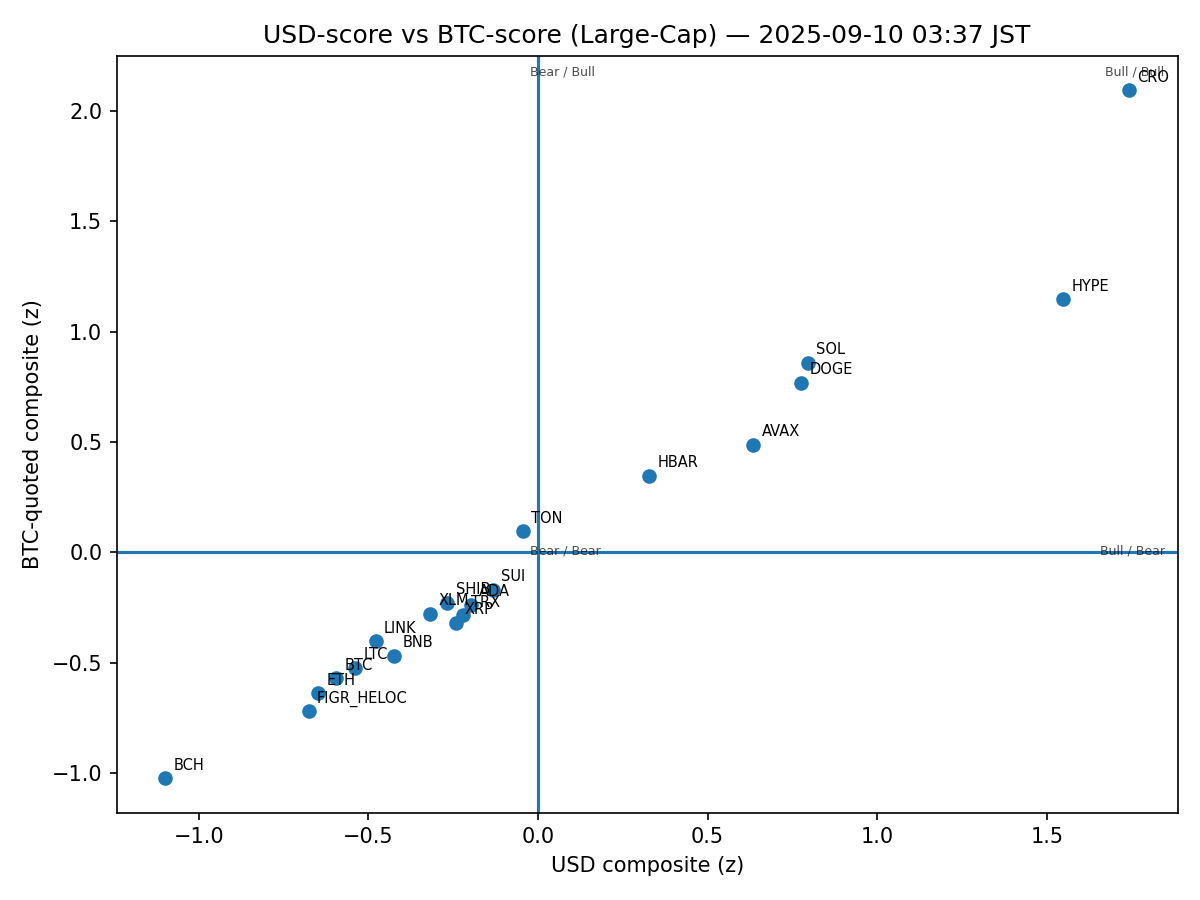 USD-score vs BTC-score (Large-Cap) — 2025-09-10 03:37 JST
Bear / Bull
Bull / Bull
CRO
2.0
1.5
HYPE
1.0
SOL
DOGE
0.5
AVAX
HBAR
TON
0.0
Bear / Bear
Bull / Bear
SUI
SHIB
ADA
XLM
TRX
XRP
LINK
BNB
−0.5
LTC
BTC
ETH
FIGR_HELOC
BCH
−1.0
BTC-quoted composite (z)
−1.0
−0.5
0.0
0.5
1.0
1.5
USD composite (z)